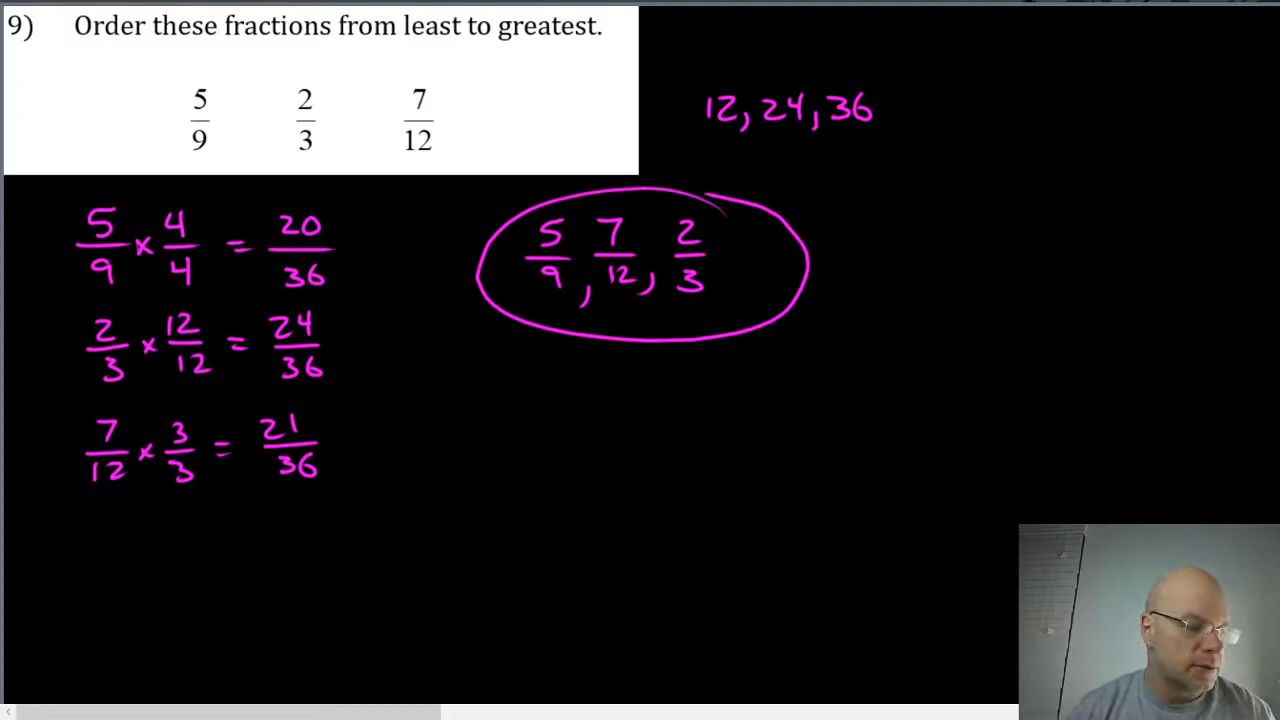 9) Order these fractions from least to greatest.
5/9 2/3 7/12
12, 24, 36
5/9 × 4/4 = 20/36
2/3 × 12/12 = 24/36
7/12 × 3/3 = 21/36
5/9, 7/12, 2/3